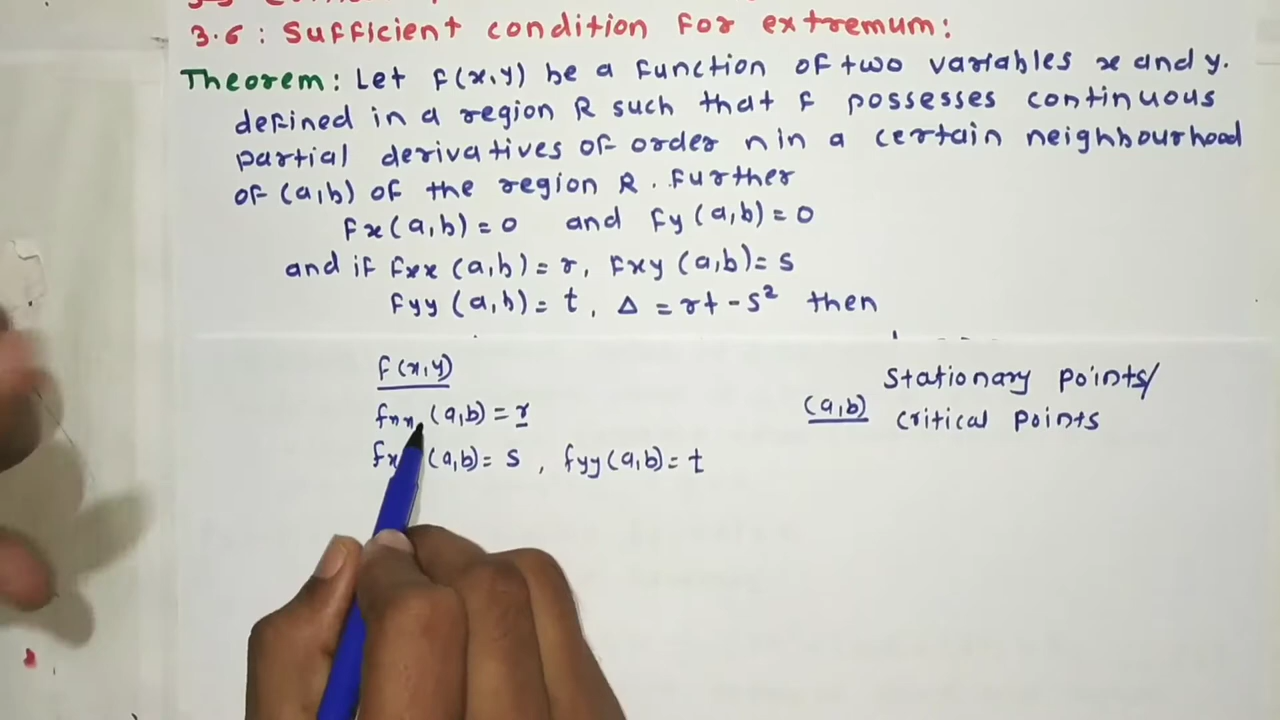 3.6: Sufficient condition for extremum:
Theorem: Let f(x,y) be a function of two variables x and y.
defined in a region R such that f possesses continuous
partial derivatives of order n in a certain neighbourhood
of (a,b) of the region R. Further
fx(a,b)=0 and fy(a,b)=0
and if fxx(a,b)=r, fxy(a,b)=s
fyy(a,b)=t, Δ=rt-s² then
f(x,y)
fxx(a,b)=r
fx (a,b)=s, fyy(a,b)=t
Stationary points/
(a,b) critical points